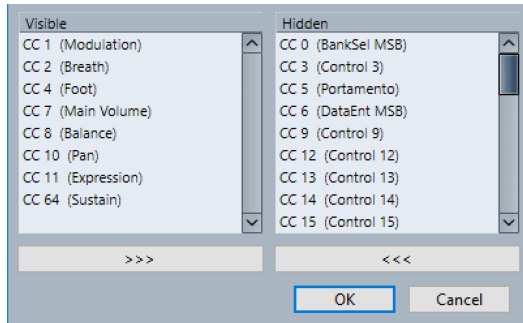 Visible
CC 1 (Modulation)
CC 2 (Breath)
CC 4 (Foot)
CC 7 (Main Volume)
CC 8 (Balance)
CC 10 (Pan)
CC 11 (Expression)
CC 64 (Sustain)
>>>
Hidden
CC 0 (BankSel MSB)
CC 3 (Control 3)
CC 5 (Portamento)
CC 6 (DataEnt MSB)
CC 9 (Control 9)
CC 12 (Control 12)
CC 13 (Control 13)
CC 14 (Control 14)
CC 15 (Control 15)
<<<
OK
Cancel